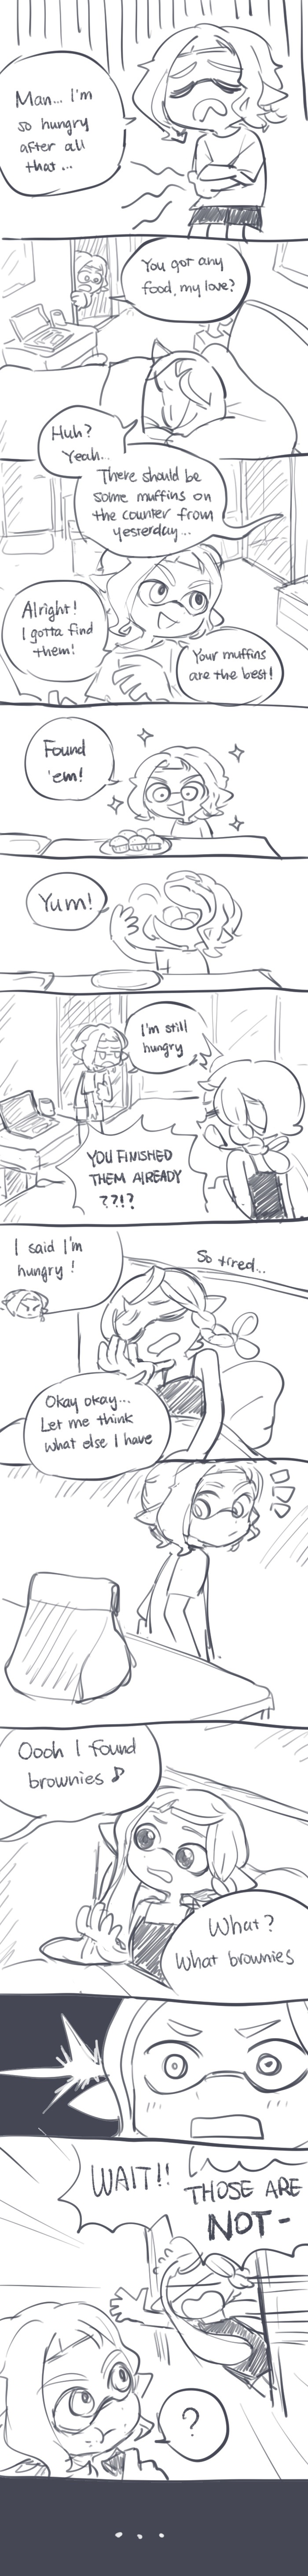 Man... I'm
so hungry
after all
that...
You got any
food, my love?
Huh?
Yeah...
There should be
some muffins on
the counter from
yesterday...
Alright!
I gotta find
them!
Your muffins
are the best!
Found
'em!
Yum!
I'm still
hungry
YOU FINISHED
THEM ALREADY
??!?
I said I'm
hungry!
So tired...
Okay okay...
Let me think
what else I have
Oooh I found
brownies ♪
What?
What brownies
WAIT!!
THOSE ARE
NOT-
?
...